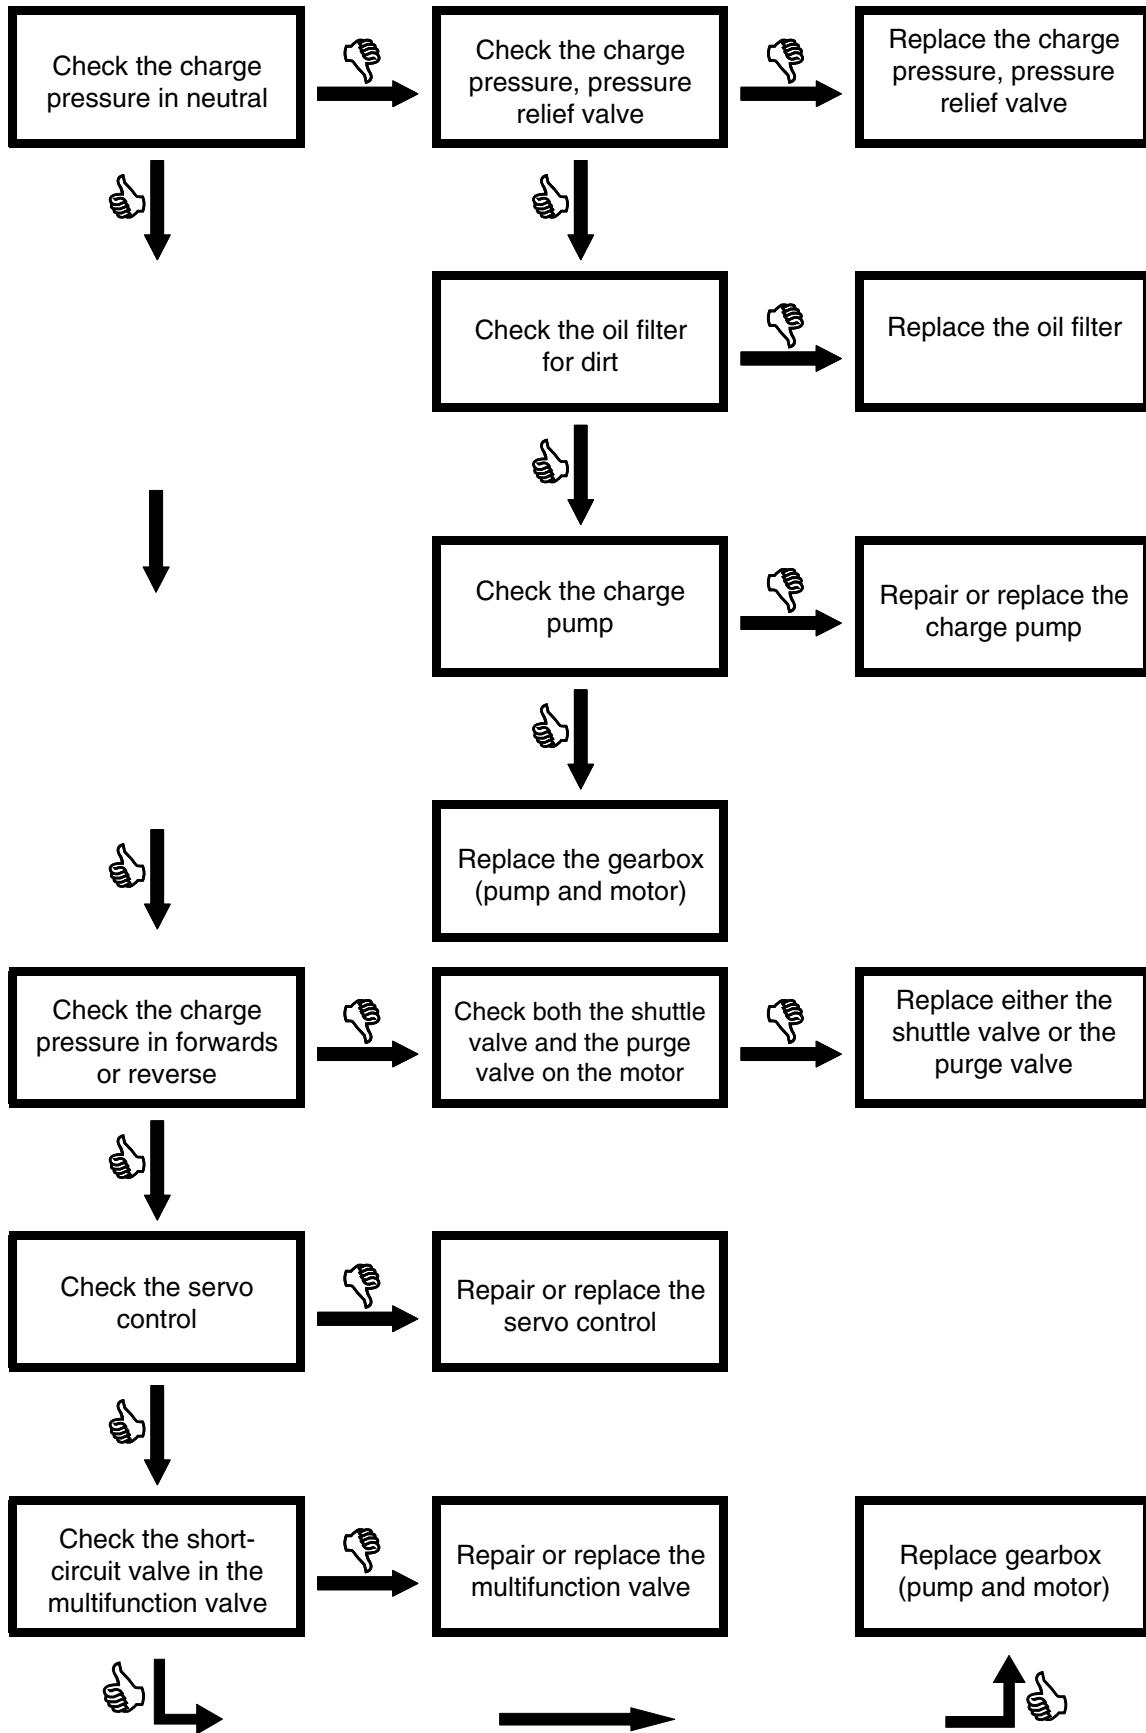 Check the charge
pressure in neutral
Check the charge
pressure, pressure
relief valve
Replace the charge
pressure, pressure
relief valve
Check the oil filter
for dirt
Replace the oil filter
Check the charge
pump
Repair or replace the
charge pump
Replace the gearbox
(pump and motor)
Check the charge
pressure in forwards
or reverse
Check both the shuttle
valve and the purge
valve on the motor
Replace either the
shuttle valve or the
purge valve
Check the servo
control
Repair or replace the
servo control
Check the short-
circuit valve in the
multifunction valve
Repair or replace the
multifunction valve
Replace gearbox
(pump and motor)